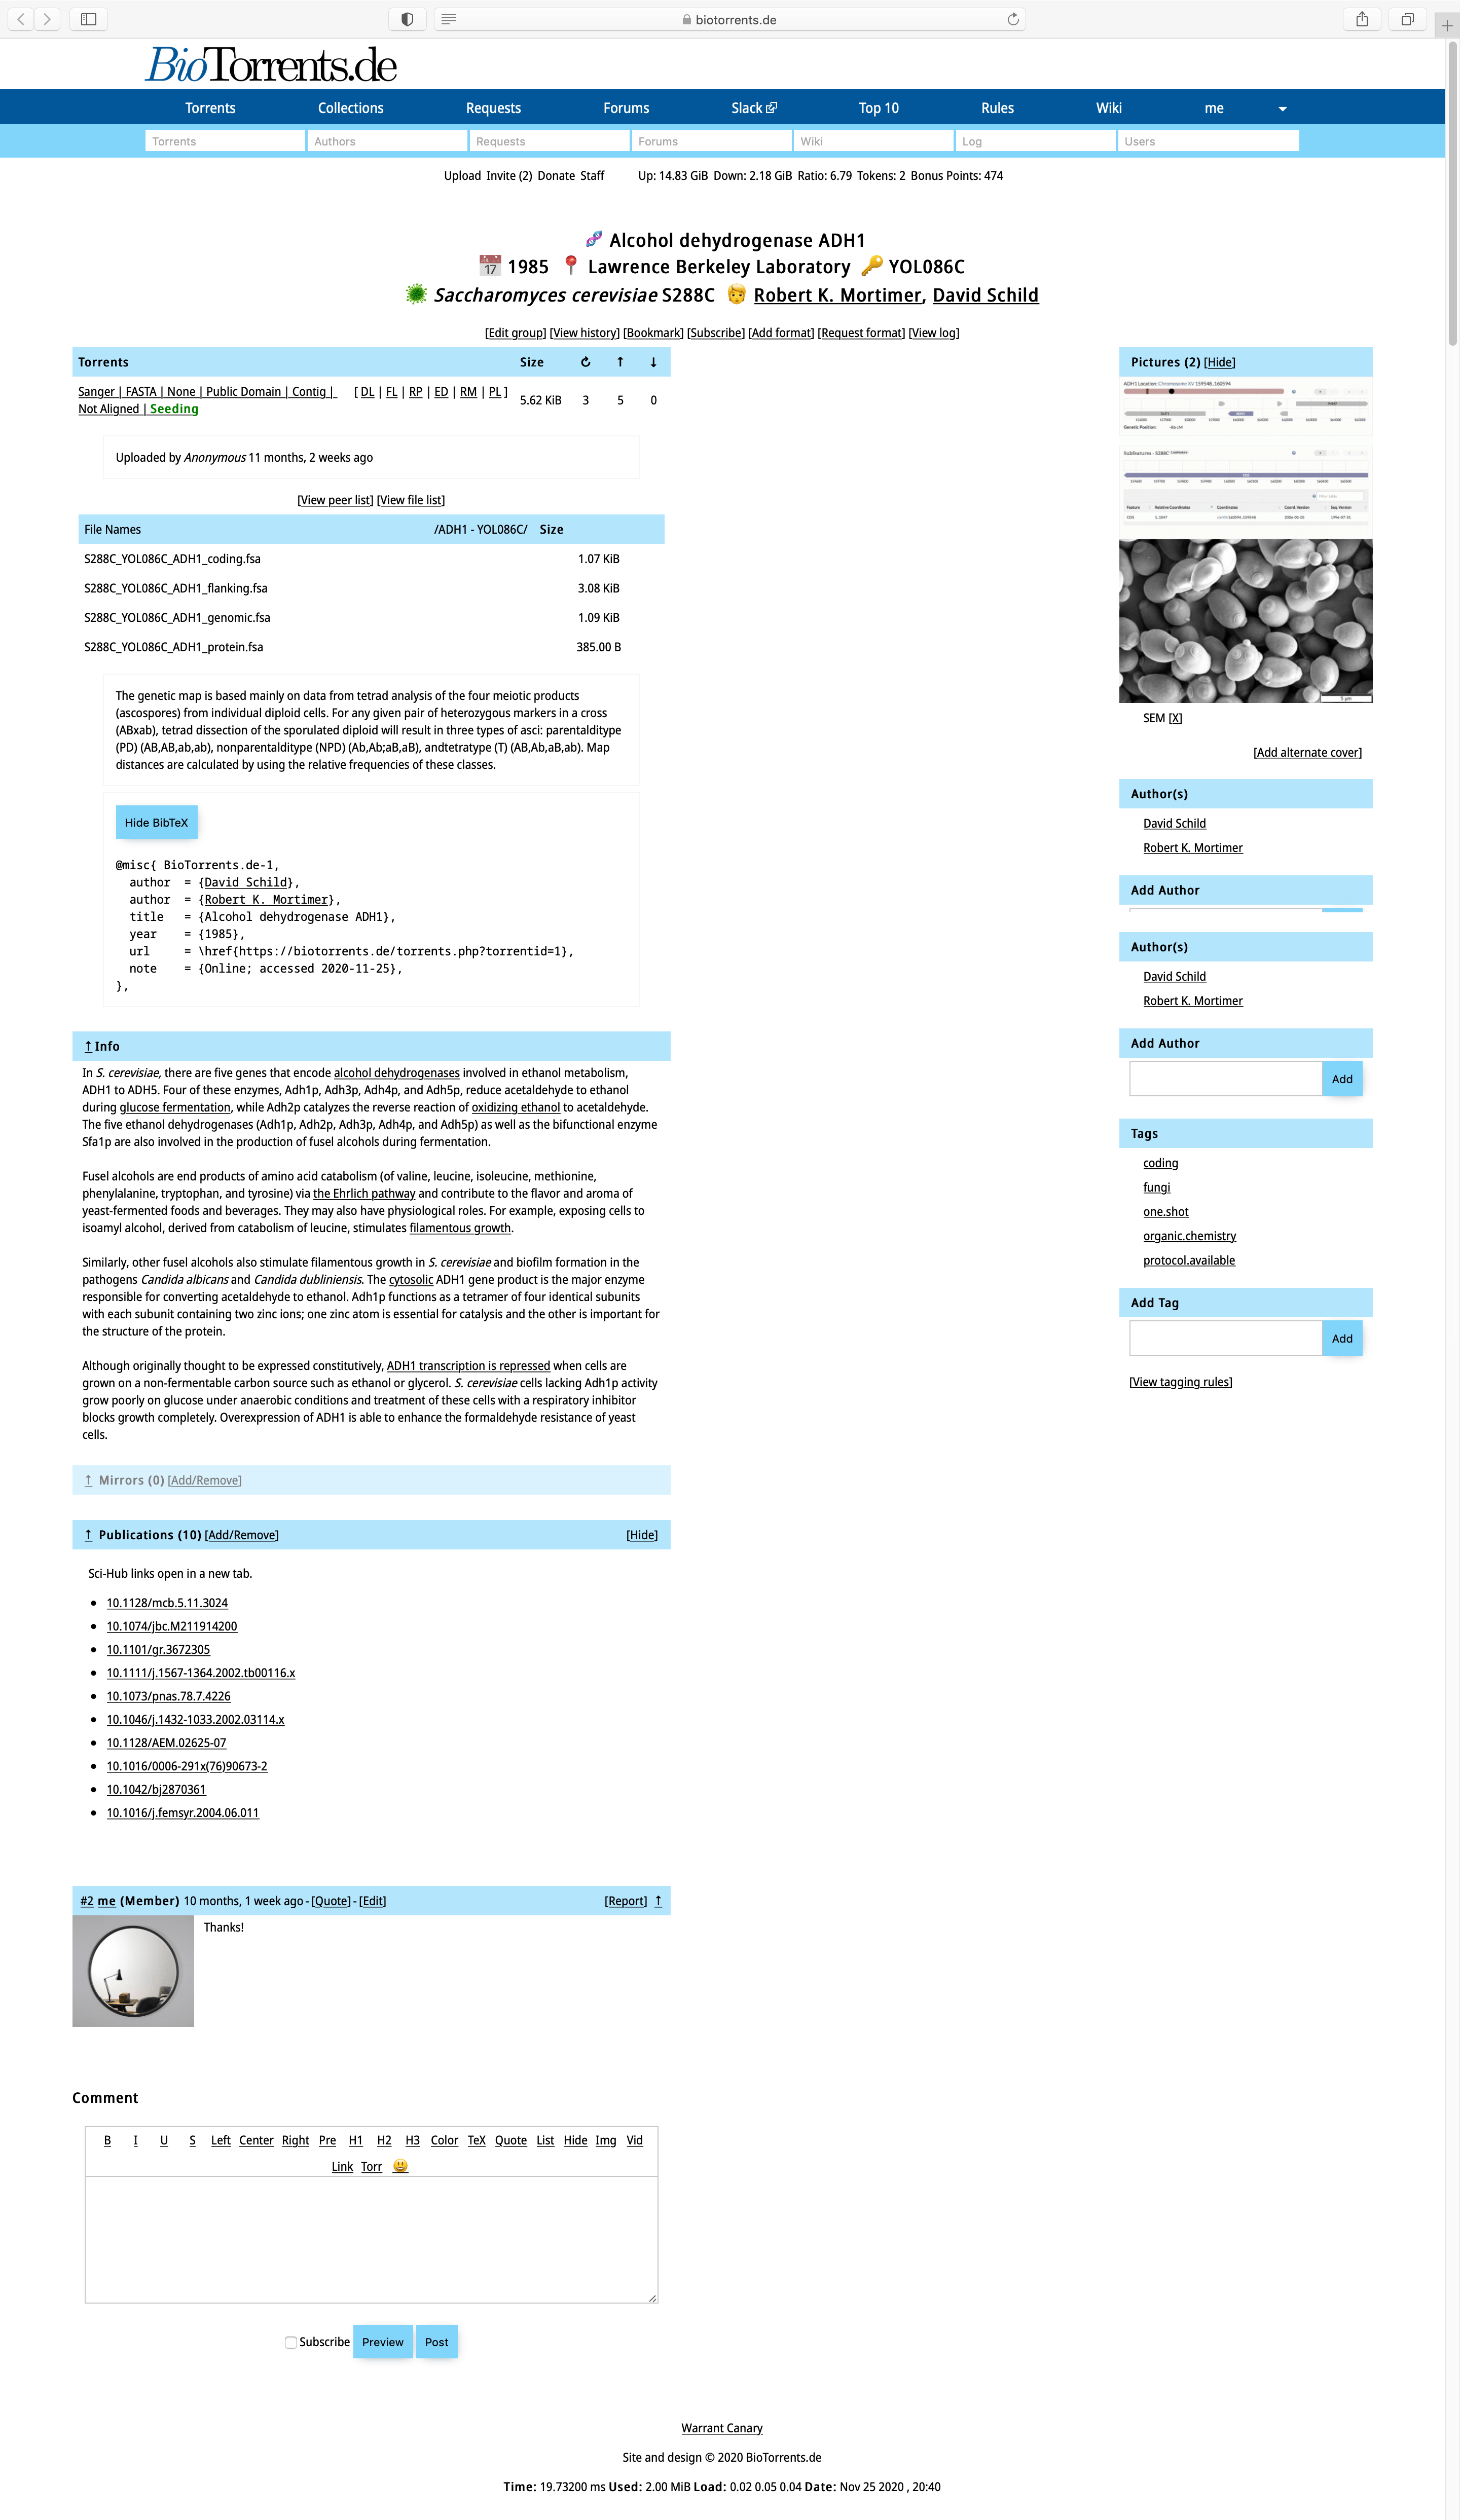 biotorrents.de
BioTorrents.de
Torrents Collections Requests Forums Slack Top 10 Rules Wiki me
Torrents Authors Requests Forums Wiki Log Users
Upload Invite (2) Donate Staff Up: 14.83 GiB Down: 2.18 GiB Ratio: 6.79 Tokens: 2 Bonus Points: 474
🧬 Alcohol dehydrogenase ADH1
📅 1985 📍 Lawrence Berkeley Laboratory 🔑 YOL086C
Saccharomyces cerevisiae S288C Robert K. Mortimer, David Schild
[Edit group] [View history] [Bookmark] [Subscribe] [Add format] [Request format] [View log]
Torrents Size ↻ ↑ ↓
Sanger | FASTA | None | Public Domain | Contig | [ DL | FL | RP | ED | RM | PL ]
Not Aligned | Seeding 5.62 KiB 3 5 0
Uploaded by Anonymous 11 months, 2 weeks ago
[View peer list] [View file list]
File Names /ADH1 - YOL086C/ Size
S288C_YOL086C_ADH1_coding.fsa 1.07 KiB
S288C_YOL086C_ADH1_flanking.fsa 3.08 KiB
S288C_YOL086C_ADH1_genomic.fsa 1.09 KiB
S288C_YOL086C_ADH1_protein.fsa 385.00 B
The genetic map is based mainly on data from tetrad analysis of the four meiotic products
(ascospores) from individual diploid cells. For any given pair of heterozygous markers in a cross
(ABxab), tetrad dissection of the sporulated diploid will result in three types of asci: parentalditype
(PD) (AB,AB,ab,ab), nonparentalditype (NPD) (Ab,Ab;aB,aB), andtetratype (T) (AB,Ab,aB,ab). Map
distances are calculated by using the relative frequencies of these classes.
Hide BibTeX
@misc{ BioTorrents.de-1,
author = {David Schild},
author = {Robert K. Mortimer},
title = {Alcohol dehydrogenase ADH1},
year = {1985},
url = \href{https://biotorrents.de/torrents.php?torrentid=1},
note = {Online; accessed 2020-11-25},
},
↑ Info
In S. cerevisiae, there are five genes that encode alcohol dehydrogenases involved in ethanol metabolism,
ADH1 to ADH5. Four of these enzymes, Adh1p, Adh3p, Adh4p, and Adh5p, reduce acetaldehyde to ethanol
during glucose fermentation, while Adh2p catalyzes the reverse reaction of oxidizing ethanol to acetaldehyde.
The five ethanol dehydrogenases (Adh1p, Adh2p, Adh3p, Adh4p, and Adh5p) as well as the bifunctional enzyme
Sfa1p are also involved in the production of fusel alcohols during fermentation.
Fusel alcohols are end products of amino acid catabolism (of valine, leucine, isoleucine, methionine,
phenylalanine, tryptophan, and tyrosine) via the Ehrlich pathway and contribute to the flavor and aroma of
yeast-fermented foods and beverages. They may also have physiological roles. For example, exposing cells to
isoamyl alcohol, derived from catabolism of leucine, stimulates filamentous growth.
Similarly, other fusel alcohols also stimulate filamentous growth in S. cerevisiae and biofilm formation in the
pathogens Candida albicans and Candida dubliniensis. The cytosolic ADH1 gene product is the major enzyme
responsible for converting acetaldehyde to ethanol. Adh1p functions as a tetramer of four identical subunits
with each subunit containing two zinc ions; one zinc atom is essential for catalysis and the other is important for
the structure of the protein.
Although originally thought to be expressed constitutively, ADH1 transcription is repressed when cells are
grown on a non-fermentable carbon source such as ethanol or glycerol. S. cerevisiae cells lacking Adh1p activity
grow poorly on glucose under anaerobic conditions and treatment of these cells with a respiratory inhibitor
blocks growth completely. Overexpression of ADH1 is able to enhance the formaldehyde resistance of yeast
cells.
↑ Mirrors (0) [Add/Remove]
↑ Publications (10) [Add/Remove] [Hide]
Sci-Hub links open in a new tab.
10.1128/mcb.5.11.3024
10.1074/jbc.M211914200
10.1101/gr.3672305
10.1111/j.1567-1364.2002.tb00116.x
10.1073/pnas.78.7.4226
10.1046/j.1432-1033.2002.03114.x
10.1128/AEM.02625-07
10.1016/0006-291x(76)90673-2
10.1042/bj2870361
10.1016/j.femsyr.2004.06.011
#2 me (Member) 10 months, 1 week ago - [Quote] - [Edit] [Report] ↑
Thanks!
Comment
B I U S Left Center Right Pre H1 H2 H3 Color TeX Quote List Hide Img Vid
Link Torr 😃
Subscribe Preview Post
Pictures (2) [Hide]
ADH1 Location: Chromosome XV 159548..160594
Genetic Position: -86 cM
Subfeatures - S288C
Feature Relative Coordinates Coordinates Coord. Version Seq. Version
5 µm
SEM [X]
[Add alternate cover]
Author(s)
David Schild
Robert K. Mortimer
Add Author
Author(s)
David Schild
Robert K. Mortimer
Add Author
Add
Tags
coding
fungi
one.shot
organic.chemistry
protocol.available
Add Tag
Add
[View tagging rules]
Warrant Canary
Site and design © 2020 BioTorrents.de
Time: 19.73200 ms Used: 2.00 MiB Load: 0.02 0.05 0.04 Date: Nov 25 2020 , 20:40